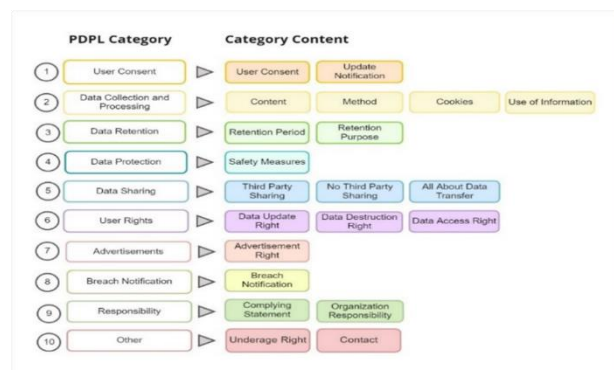 PDPL Category Category Content
1 User Consent User Consent Update
Notification
2 Data Collection and
Processing Content Method Cookies Use of Information
3 Data Retention Retention Period Retention
Purpose
4 Data Protection Safety Measures
5 Data Sharing Third Party
Sharing No Third Party
Sharing All About Data
Transfer
6 User Rights Data Update
Right Data Destruction
Right Data Access Right
7 Advertisements Advertisement
Right
8 Breach Notification Breach
Notification
9 Responsibility Complying
Statement Organization
Responsibility
10 Other Underage Right Contact